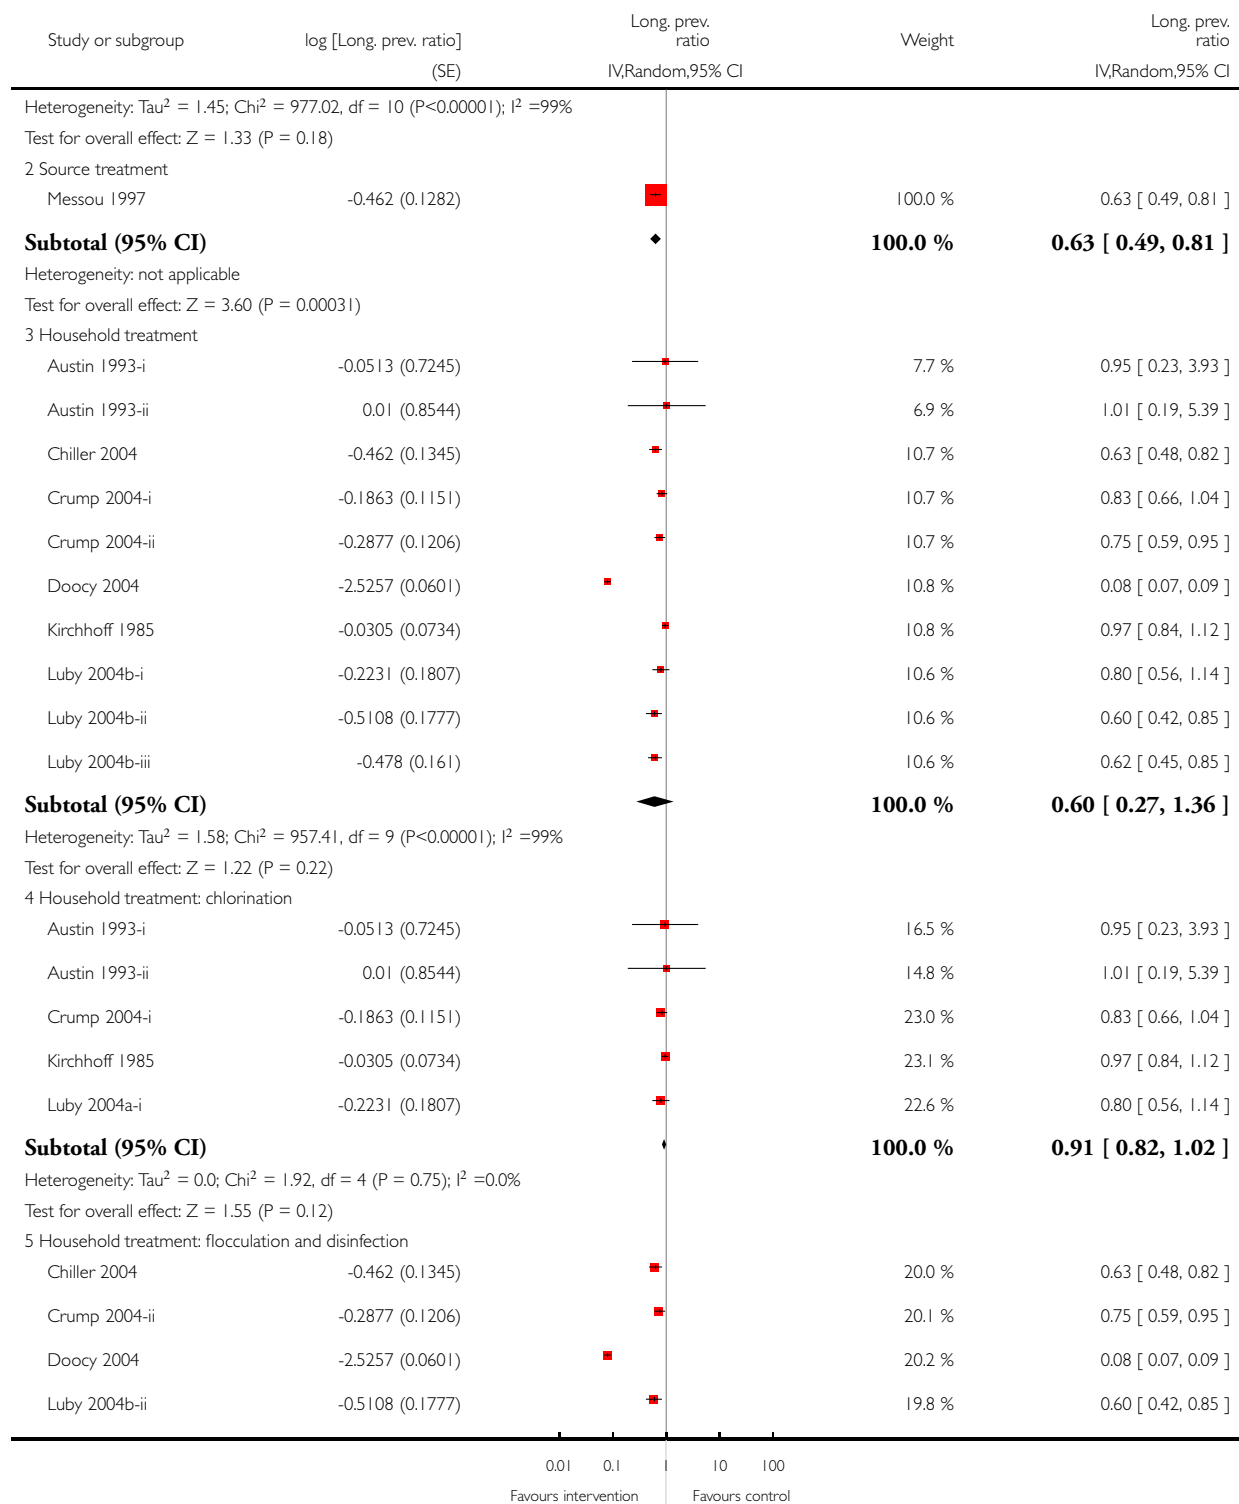 Study or subgroup log [Long. prev. ratio] Long. prev. ratio Weight Long. prev. ratio
(SE) IV,Random,95% CI IV,Random,95% CI
Heterogeneity: Tau² = 1.45; Chi² = 977.02, df = 10 (P<0.00001); I² =99%
Test for overall effect: Z = 1.33 (P = 0.18)
2 Source treatment
Messou 1997 -0.462 (0.1282) 100.0 % 0.63 [ 0.49, 0.81 ]
Subtotal (95% CI) 100.0 % 0.63 [ 0.49, 0.81 ]
Heterogeneity: not applicable
Test for overall effect: Z = 3.60 (P = 0.00031)
3 Household treatment
Austin 1993-i -0.0513 (0.7245) 7.7 % 0.95 [ 0.23, 3.93 ]
Austin 1993-ii 0.01 (0.8544) 6.9 % 1.01 [ 0.19, 5.39 ]
Chiller 2004 -0.462 (0.1345) 10.7 % 0.63 [ 0.48, 0.82 ]
Crump 2004-i -0.1863 (0.1151) 10.7 % 0.83 [ 0.66, 1.04 ]
Crump 2004-ii -0.2877 (0.1206) 10.7 % 0.75 [ 0.59, 0.95 ]
Doocy 2004 -2.5257 (0.0601) 10.8 % 0.08 [ 0.07, 0.09 ]
Kirchhoff 1985 -0.0305 (0.0734) 10.8 % 0.97 [ 0.84, 1.12 ]
Luby 2004b-i -0.2231 (0.1807) 10.6 % 0.80 [ 0.56, 1.14 ]
Luby 2004b-ii -0.5108 (0.1777) 10.6 % 0.60 [ 0.42, 0.85 ]
Luby 2004b-iii -0.478 (0.161) 10.6 % 0.62 [ 0.45, 0.85 ]
Subtotal (95% CI) 100.0 % 0.60 [ 0.27, 1.36 ]
Heterogeneity: Tau² = 1.58; Chi² = 957.41, df = 9 (P<0.00001); I² =99%
Test for overall effect: Z = 1.22 (P = 0.22)
4 Household treatment: chlorination
Austin 1993-i -0.0513 (0.7245) 16.5 % 0.95 [ 0.23, 3.93 ]
Austin 1993-ii 0.01 (0.8544) 14.8 % 1.01 [ 0.19, 5.39 ]
Crump 2004-i -0.1863 (0.1151) 23.0 % 0.83 [ 0.66, 1.04 ]
Kirchhoff 1985 -0.0305 (0.0734) 23.1 % 0.97 [ 0.84, 1.12 ]
Luby 2004a-i -0.2231 (0.1807) 22.6 % 0.80 [ 0.56, 1.14 ]
Subtotal (95% CI) 100.0 % 0.91 [ 0.82, 1.02 ]
Heterogeneity: Tau² = 0.0; Chi² = 1.92, df = 4 (P = 0.75); I² =0.0%
Test for overall effect: Z = 1.55 (P = 0.12)
5 Household treatment: flocculation and disinfection
Chiller 2004 -0.462 (0.1345) 20.0 % 0.63 [ 0.48, 0.82 ]
Crump 2004-ii -0.2877 (0.1206) 20.1 % 0.75 [ 0.59, 0.95 ]
Doocy 2004 -2.5257 (0.0601) 20.2 % 0.08 [ 0.07, 0.09 ]
Luby 2004b-ii -0.5108 (0.1777) 19.8 % 0.60 [ 0.42, 0.85 ]
0.01 0.1 1 10 100
Favours intervention Favours control